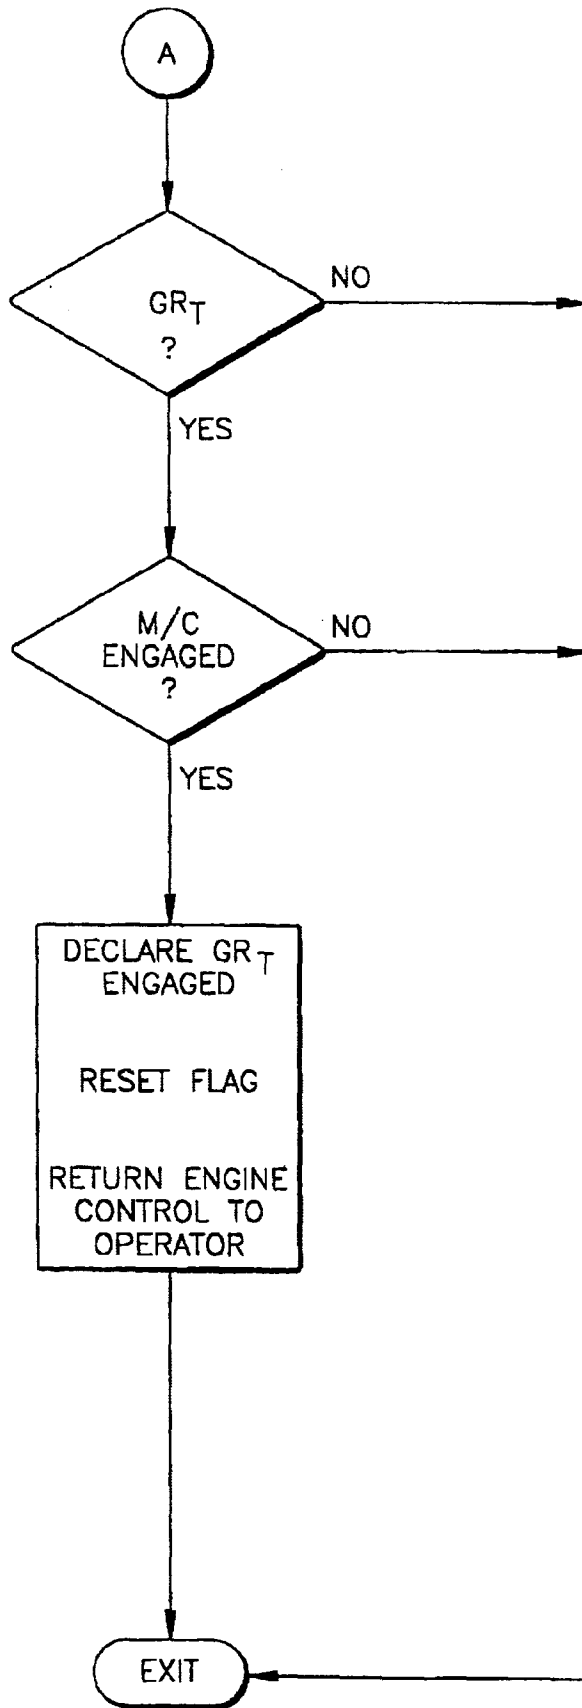 A
NO
GRT
?
YES
M/C
NO
ENGAGED
?
YES
DECLARE GRT
ENGAGED
RESET FLAG
RETURN ENGINE
CONTROL TO
OPERATOR
EXIT